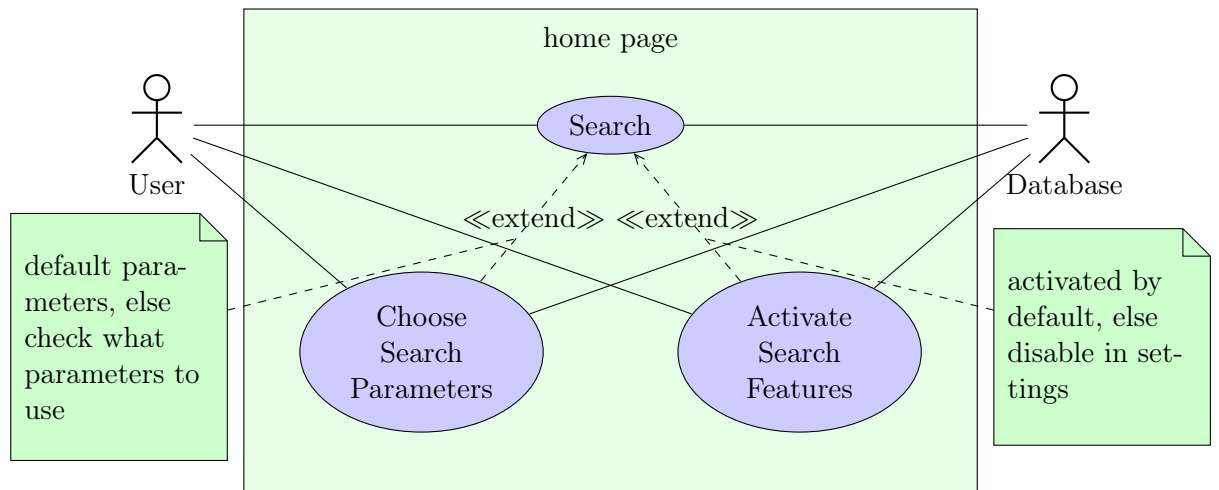 home page
Search
User
Database
≪extend≫
≪extend≫
default para-
meters, else
check what
parameters to
use
Choose
Search
Parameters
Activate
Search
Features
activated by
default, else
disable in set-
tings